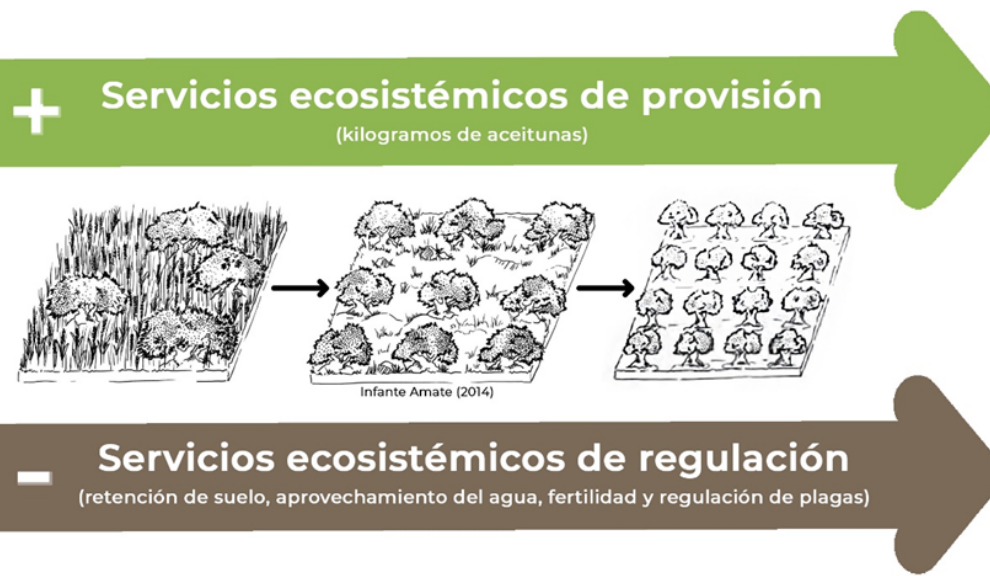 + Servicios ecosistémicos de provisión
(kilogramos de aceitunas)
Infante Amate (2014)
- Servicios ecosistémicos de regulación
(retención de suelo, aprovechamiento del agua, fertilidad y regulación de plagas)